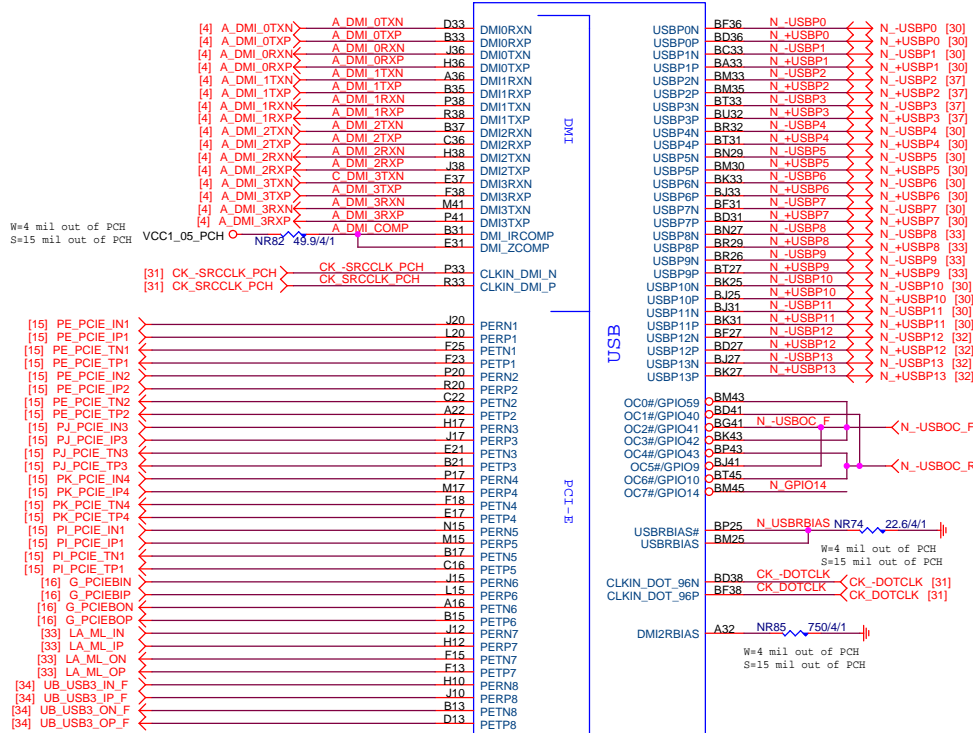 [4] A_DMI_0TXN A_DMI_0TXN D33 DMI0RXN USBP0N BF36 N_-USBP0 N_-USBP0 [30]
[4] A_DMI_0TXP A_DMI_0TXP B33 DMI0RXP USBP0P BD36 N_+USBP0 N_+USBP0 [30]
[4] A_DMI_0RXN A_DMI_0RXN J36 DMI0TXN USBP1N BC33 N_-USBP1 N_-USBP1 [30]
[4] A_DMI_0RXP A_DMI_0RXP H36 DMI0TXP USBP1P BA33 N_+USBP1 N_+USBP1 [30]
[4] A_DMI_1TXN A_DMI_1TXN A36 DMI1RXN USBP2N BM33 N_-USBP2 N_-USBP2 [37]
[4] A_DMI_1TXP A_DMI_1TXP B35 DMI1RXP USBP2P BM35 N_+USBP2 N_+USBP2 [37]
[4] A_DMI_1RXN A_DMI_1RXN P38 DMI1TXN USBP3N BT33 N_-USBP3 N_-USBP3 [37]
[4] A_DMI_1RXP A_DMI_1RXP R38 DMI1TXP USBP3P BU32 N_+USBP3 N_+USBP3 [37]
[4] A_DMI_2TXN A_DMI_2TXN B37 DMI2RXN USBP4N BR32 N_-USBP4 N_-USBP4 [30]
[4] A_DMI_2TXP A_DMI_2TXP C36 DMI2RXP USBP4P BT31 N_+USBP4 N_+USBP4 [30]
[4] A_DMI_2RXN A_DMI_2RXN H38 DMI2TXN USBP5N BN29 N_-USBP5 N_-USBP5 [30]
[4] A_DMI_2RXP A_DMI_2RXP J38 DMI2TXP USBP5P BM30 N_+USBP5 N_+USBP5 [30]
[4] A_DMI_3TXN C_DMI_3TXN E37 DMI3RXN USBP6N BK33 N_-USBP6 N_-USBP6 [30]
[4] A_DMI_3TXP A_DMI_3TXP F38 DMI3RXP USBP6P BJ33 N_+USBP6 N_+USBP6 [30]
[4] A_DMI_3RXN A_DMI_3RXN M41 DMI3TXN USBP7N BF31 N_-USBP7 N_-USBP7 [30]
[4] A_DMI_3RXP A_DMI_3RXP P41 DMI3TXP USBP7P BD31 N_+USBP7 N_+USBP7 [30]
W=4 mil out of PCH
S=15 mil out of PCH
VCC1_05_PCH NR82 49.9/4/1 A_DMI_COMP B31 DMI_IRCOMP USBP8N BN27 N_-USBP8 N_-USBP8 [33]
E31 DMI_ZCOMP USBP8P BR29 N_+USBP8 N_+USBP8 [33]
USBP9N BR26 N_-USBP9 N_-USBP9 [33]
[31] CK_-SRCCLK_PCH CK_-SRCCLK_PCH P33 CLKIN_DMI_N USBP9P BT27 N_+USBP9 N_+USBP9 [33]
[31] CK_SRCCLK_PCH CK_SRCCLK_PCH R33 CLKIN_DMI_P USBP10N BK25 N_-USBP10 N_-USBP10 [30]
USBP10P BJ25 N_+USBP10 N_+USBP10 [30]
USBP11N BJ31 N_-USBP11 N_-USBP11 [30]
[15] PE_PCIE_IN1 J20 PERN1 USBP11P BK31 N_+USBP11 N_+USBP11 [30]
[15] PE_PCIE_IP1 L20 PERP1 USBP12N BF27 N_-USBP12 N_-USBP12 [32]
[15] PE_PCIE_TN1 F25 PETN1 USBP12P BD27 N_+USBP12 N_+USBP12 [32]
[15] PE_PCIE_TP1 F23 PETP1 USBP13N BJ27 N_-USBP13 N_-USBP13 [32]
[15] PE_PCIE_IN2 P20 PERN2 USBP13P BK27 N_+USBP13 N_+USBP13 [32]
DMI
USB
PCI-E
[15] PE_PCIE_IP2 R20 PERP2
[15] PE_PCIE_TN2 C22 PETN2 OC0#/GPIO59 BM43
[15] PE_PCIE_TP2 A22 PETP2 OC1#/GPIO40 BD41
[15] PJ_PCIE_IN3 H17 PERN3 OC2#/GPIO41 BG41 N_-USBOC_F N_-USBOC_F
[15] PJ_PCIE_IP3 J17 PERP3 OC3#/GPIO42 BK43
[15] PJ_PCIE_TN3 E21 PETN3 OC4#/GPIO43 BP43
[15] PJ_PCIE_TP3 B21 PETP3 OC5#/GPIO9 BJ41 N_-USBOC_R
[15] PK_PCIE_IN4 P17 PERN4 OC6#/GPIO10 BT45
[15] PK_PCIE_IP4 M17 PERP4 OC7#/GPIO14 BM45 N_GPIO14
[15] PK_PCIE_TN4 F18 PETN4
[15] PK_PCIE_TP4 E17 PETP4
[15] PI_PCIE_IN1 N15 PERN5 USBRBIAS# BP25 N_USBRBIAS NR74 22.6/4/1
[15] PI_PCIE_IP1 M15 PERP5 USBRBIAS BM25
W=4 mil out of PCH
S=15 mil out of PCH
[15] PI_PCIE_TN1 B17 PETN5
[15] PI_PCIE_TP1 C16 PETP5
[16] G_PCIEBIN J15 PERN6 CLKIN_DOT_96N BD38 CK_-DOTCLK CK_-DOTCLK [31]
[16] G_PCIEBIP L15 PERP6 CLKIN_DOT_96P BF38 CK_DOTCLK CK_DOTCLK [31]
[16] G_PCIEBON A16 PETN6
[16] G_PCIEBOP B15 PETP6
[33] LA_ML_IN J12 PERN7 DMI2RBIAS A32 NR85 750/4/1
[33] LA_ML_IP H12 PERP7
W=4 mil out of PCH
S=15 mil out of PCH
[33] LA_ML_ON F15 PETN7
[33] LA_ML_OP F13 PETP7
[34] UB_USB3_IN_F H10 PERN8
[34] UB_USB3_IP_F J10 PERP8
[34] UB_USB3_ON_F B13 PETN8
[34] UB_USB3_OP_F D13 PETP8